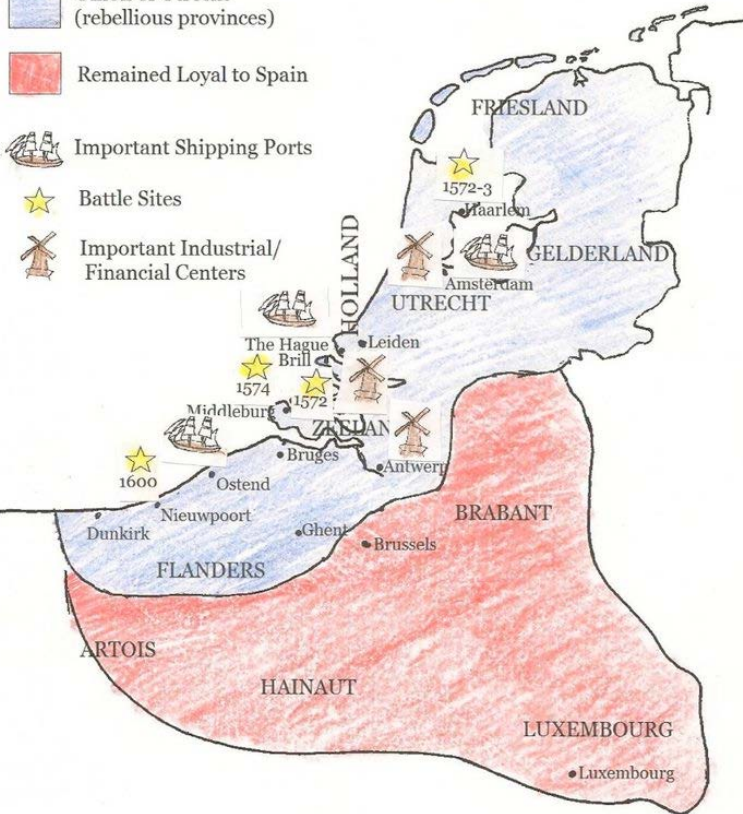 (rebellious provinces)
Remained Loyal to Spain
Important Shipping Ports
Battle Sites
Important Industrial/
Financial Centers
FRIESLAND
1572-3
Haarlem
HOLLAND
GELDERLAND
Amsterdam
UTRECHT
The Hague
Leiden
Brill
1574
1572
Middleburg
ZEELAN
Bruges
Antwerp
1600
Ostend
Nieuwpoort
BRABANT
Dunkirk
Ghent
Brussels
FLANDERS
ARTOIS
HAINAUT
LUXEMBOURG
Luxembourg